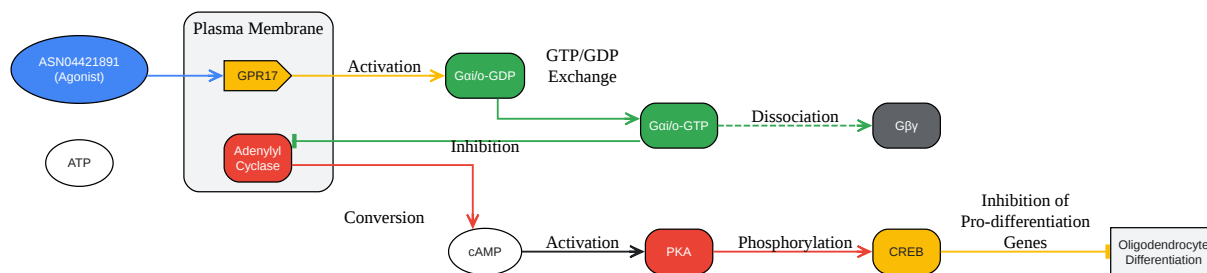 Plasma Membrane
ASN04421891
(Agonist)
GPR17
Activation
Gαi/o-GDP
GTP/GDP
Exchange
Gαi/o-GTP
Dissociation
Gβγ
ATP
Adenylyl
Cyclase
Inhibition
Conversion
cAMP
Activation
PKA
Phosphorylation
CREB
Inhibition of
Pro-differentiation
Genes
Oligodendrocyte
Differentiation